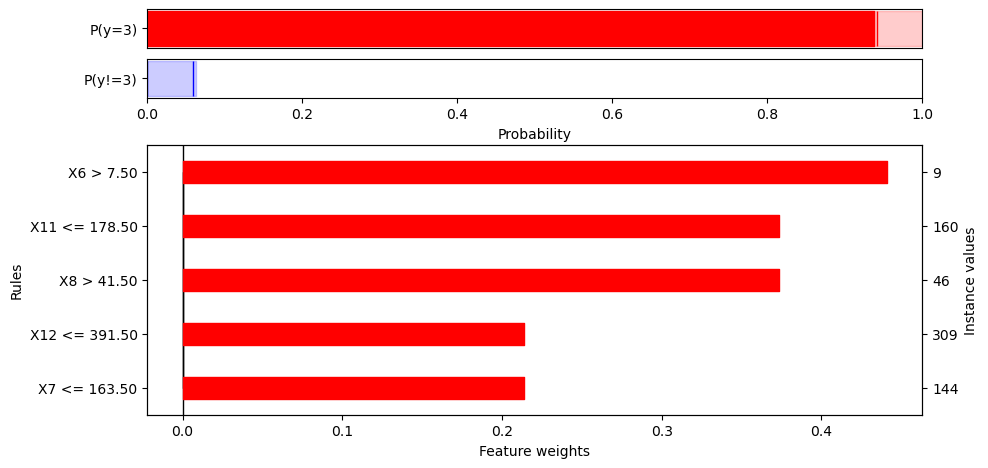 P(y=3)
P(y!=3)
0.0 0.2 0.4 0.6 0.8 1.0
Probability
X6 > 7.50 9
X11 <= 178.50 160
X8 > 41.50 46
X12 <= 391.50 309
X7 <= 163.50 144
Rules
Instance values
0.0 0.1 0.2 0.3 0.4
Feature weights